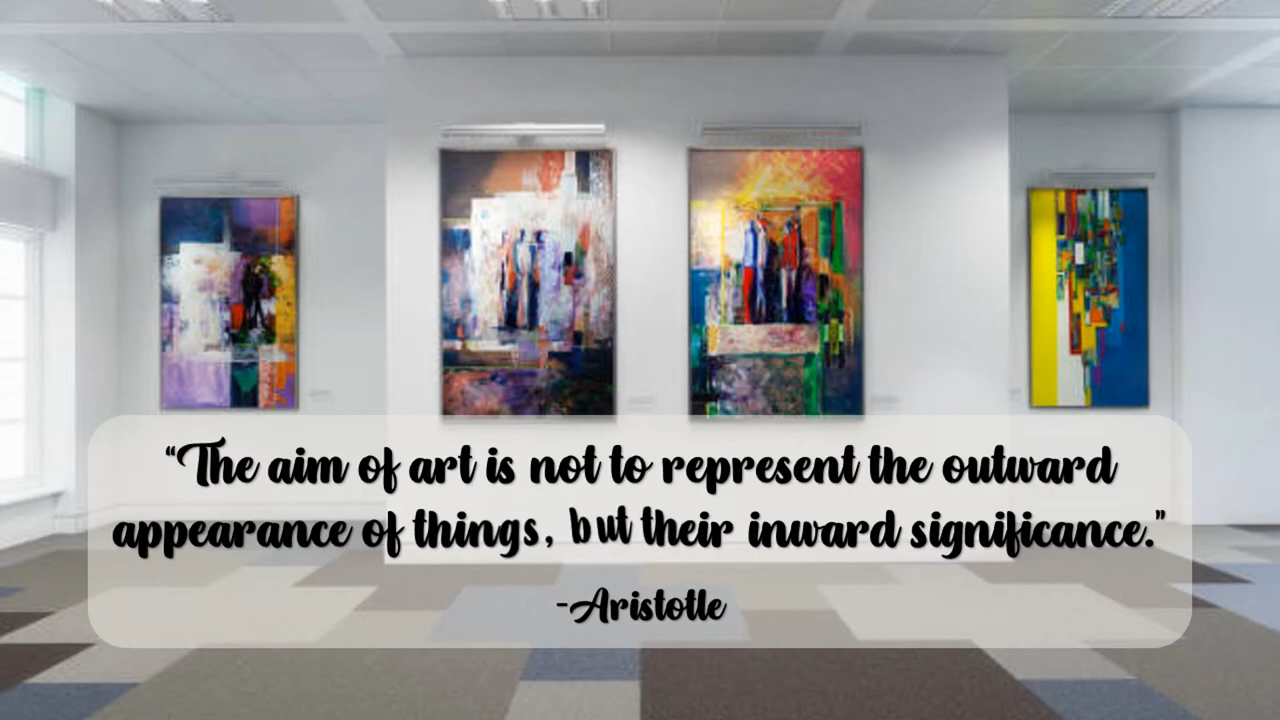 “The aim of art is not to represent the outward
appearance of things, but their inward significance.”
-Aristotle